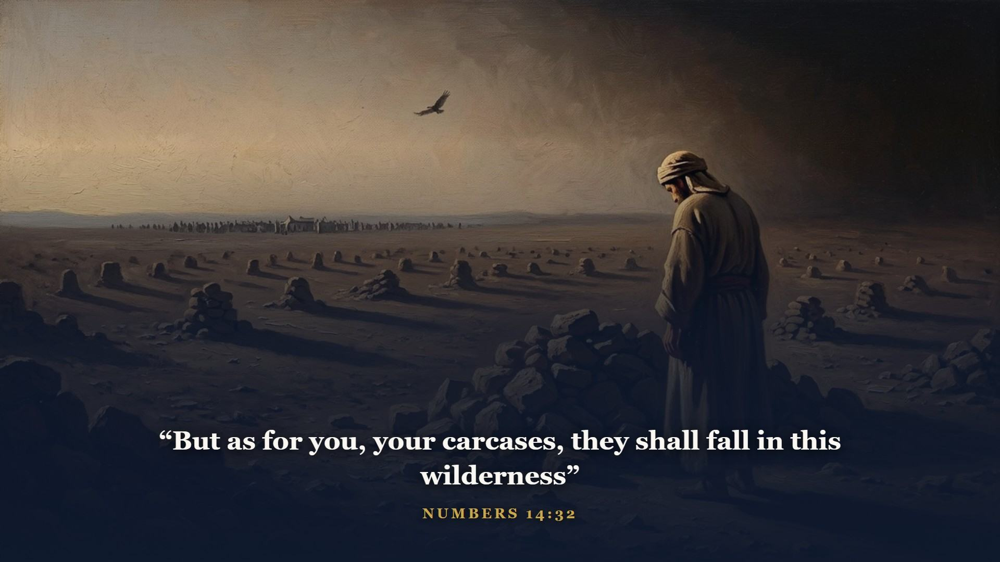 “But as for you, your carcases, they shall fall in this
wilderness”
NUMBERS 14:32